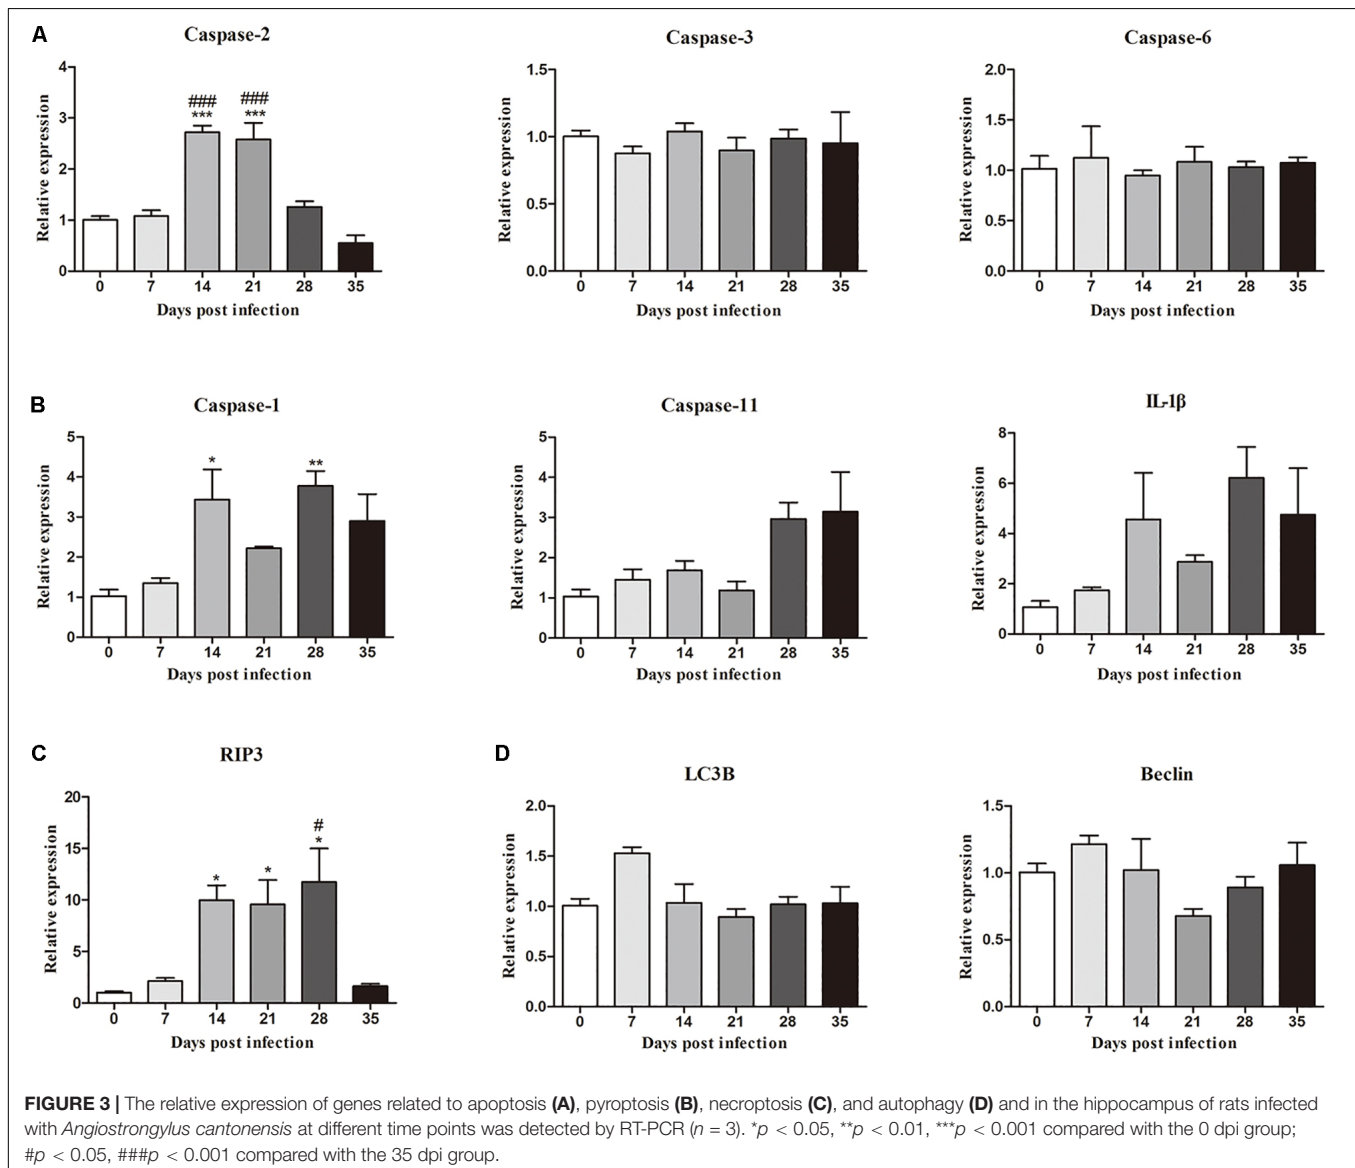 A
Caspase-2
Relative expression
4
3
2
1
0
###
***
###
***
0 7 14 21 28 35
Days post infection
Caspase-3
Relative expression
1.5
1.0
0.5
0.0
0 7 14 21 28 35
Days post infection
Caspase-6
Relative expression
2.0
1.5
1.0
0.5
0.0
0 7 14 21 28 35
Days post infection
B
Caspase-1
Relative expression
5
4
3
2
1
0
*
**
0 7 14 21 28 35
Days post infection
Caspase-11
Relative expression
5
4
3
2
1
0
0 7 14 21 28 35
Days post infection
IL-1β
Relative expression
8
6
4
2
0
0 7 14 21 28 35
Days post infection
C
RIP3
Relative expression
20
15
10
5
0
*
*
#
*
0 7 14 21 28 35
Days post infection
D
LC3B
Relative expression
2.0
1.5
1.0
0.5
0.0
0 7 14 21 28 35
Days post infection
Beclin
Relative expression
1.5
1.0
0.5
0.0
0 7 14 21 28 35
Days post infection
FIGURE 3 | The relative expression of genes related to apoptosis (A), pyroptosis (B), necroptosis (C), and autophagy (D) and in the hippocampus of rats infected
with Angiostrongylus cantonensis at different time points was detected by RT-PCR (n = 3). *p < 0.05, **p < 0.01, ***p < 0.001 compared with the 0 dpi group;
#p < 0.05, ###p < 0.001 compared with the 35 dpi group.